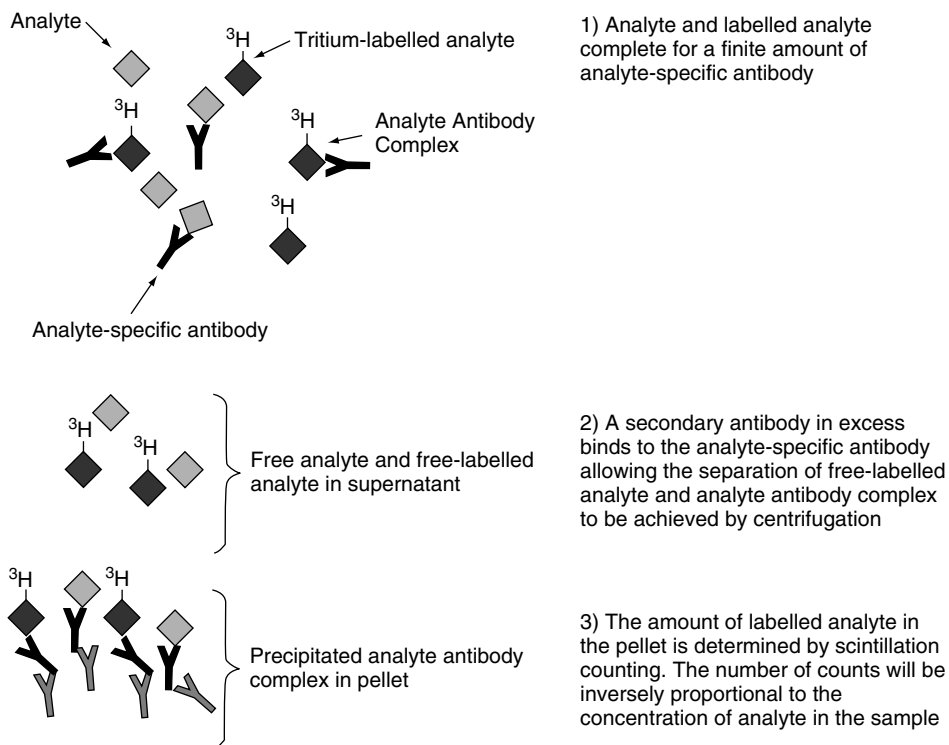 Analyte
³H
Tritium-labelled analyte
³H
³H
Analyte Antibody
Complex
³H
Analyte-specific antibody
1) Analyte and labelled analyte
complete for a finite amount of
analyte-specific antibody
³H
³H
Free analyte and free-labelled
analyte in supernatant
2) A secondary antibody in excess
binds to the analyte-specific antibody
allowing the separation of free-labelled
analyte and analyte antibody complex
to be achieved by centrifugation
³H
³H
Precipitated analyte antibody
complex in pellet
3) The amount of labelled analyte in
the pellet is determined by scintillation
counting. The number of counts will be
inversely proportional to the
concentration of analyte in the sample